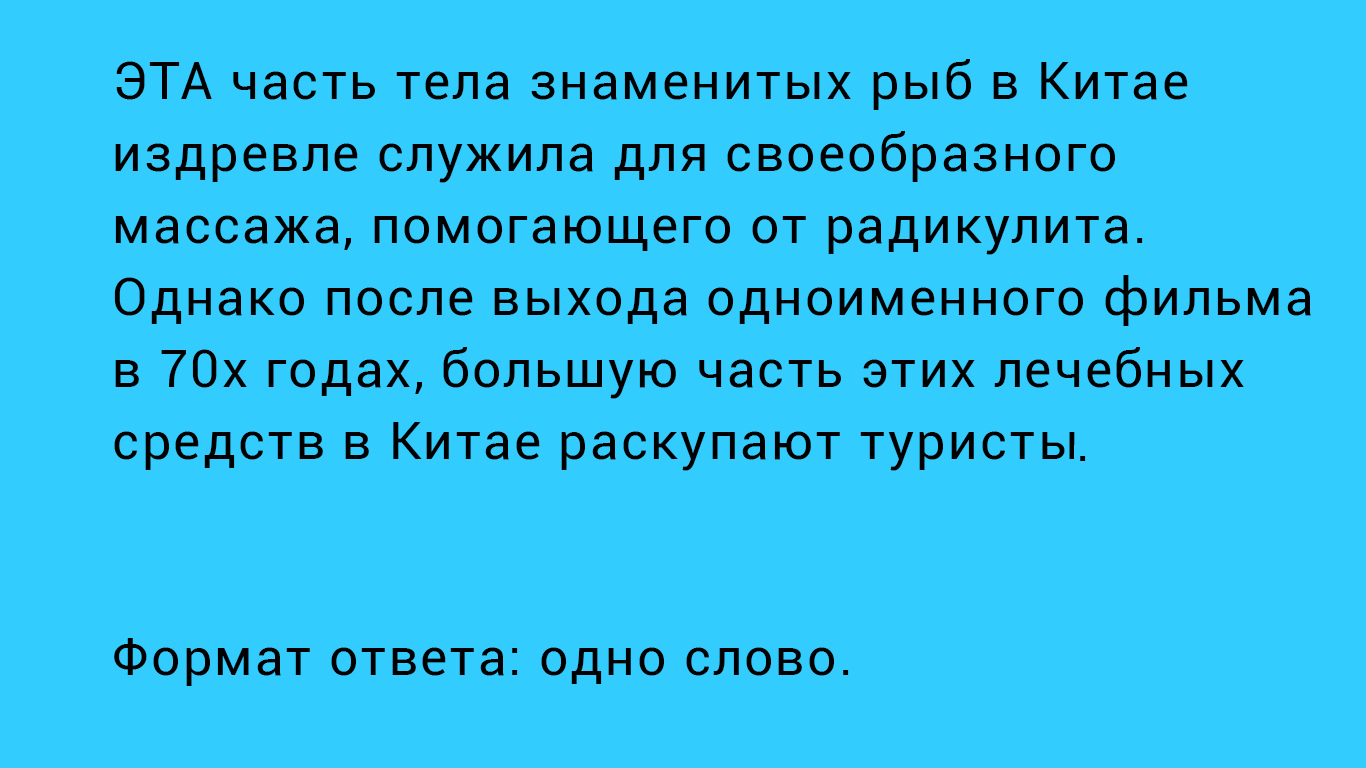 ЭТА часть тела знаменитых рыб в Китае
издревле служила для своеобразного
массажа, помогающего от радикулита.
Однако после выхода одноименного фильма
в 70х годах, большую часть этих лечебных
средств в Китае раскупают туристы.
Формат ответа: одно слово.